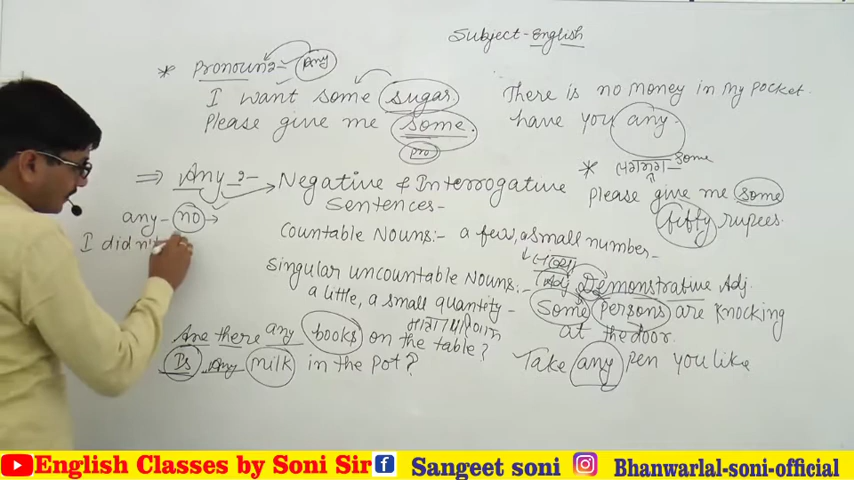 Subject - English
* Pronoun :- any
I want some sugar.
Please give me some.
pro
There is no money in my pocket.
have you any.
⇒ Any :- Negative & Interrogative
Sentences -
any - no →
I didn't
Countable Nouns:- a few, a small number -
Singular uncountable Nouns:-
a little, a small quantity -
Are there any books on the table?
Is any milk in the pot?
* लगभग - some
please give me some
fifty rupees.
Adj Demonstrative Adj.
Some persons are knocking
at the door.
Take any pen you like
English Classes by Soni Sir Sangeet soni Bhanwarlal-soni-official